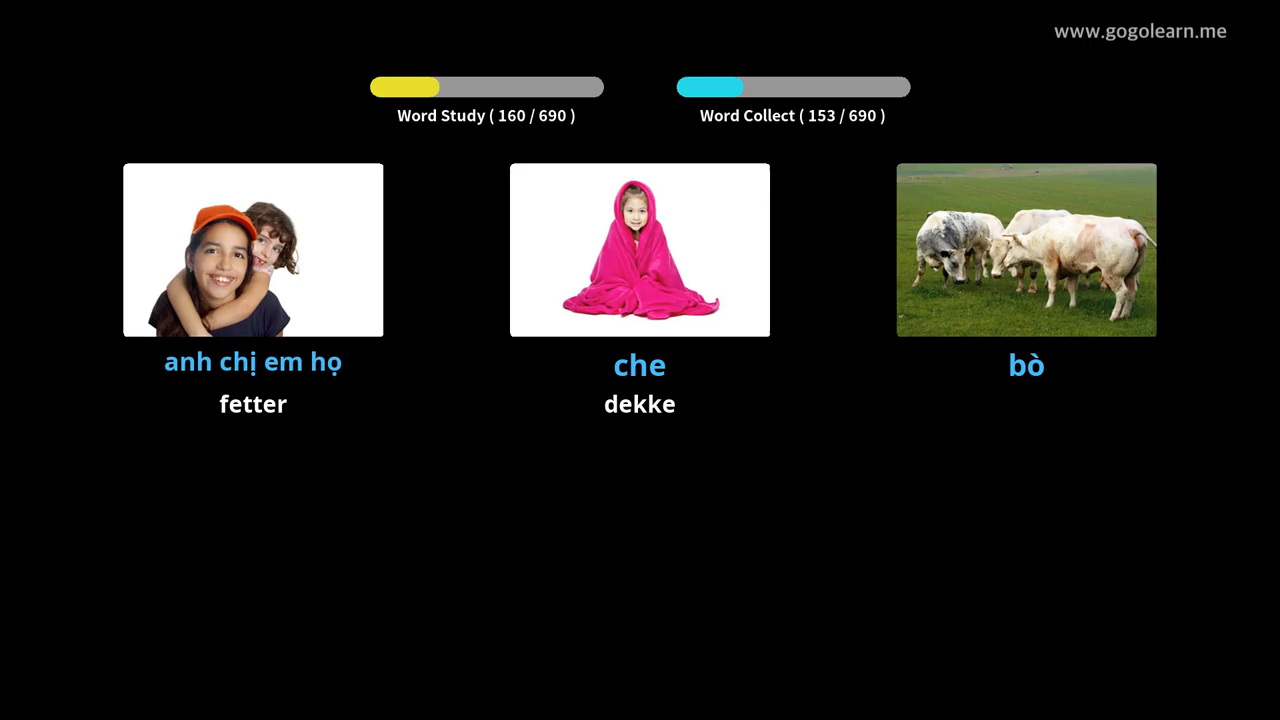 www.gogolearn.me
Word Study ( 160 / 690 )
Word Collect ( 153 / 690 )
anh chị em họ
fetter
che
dekke
bò